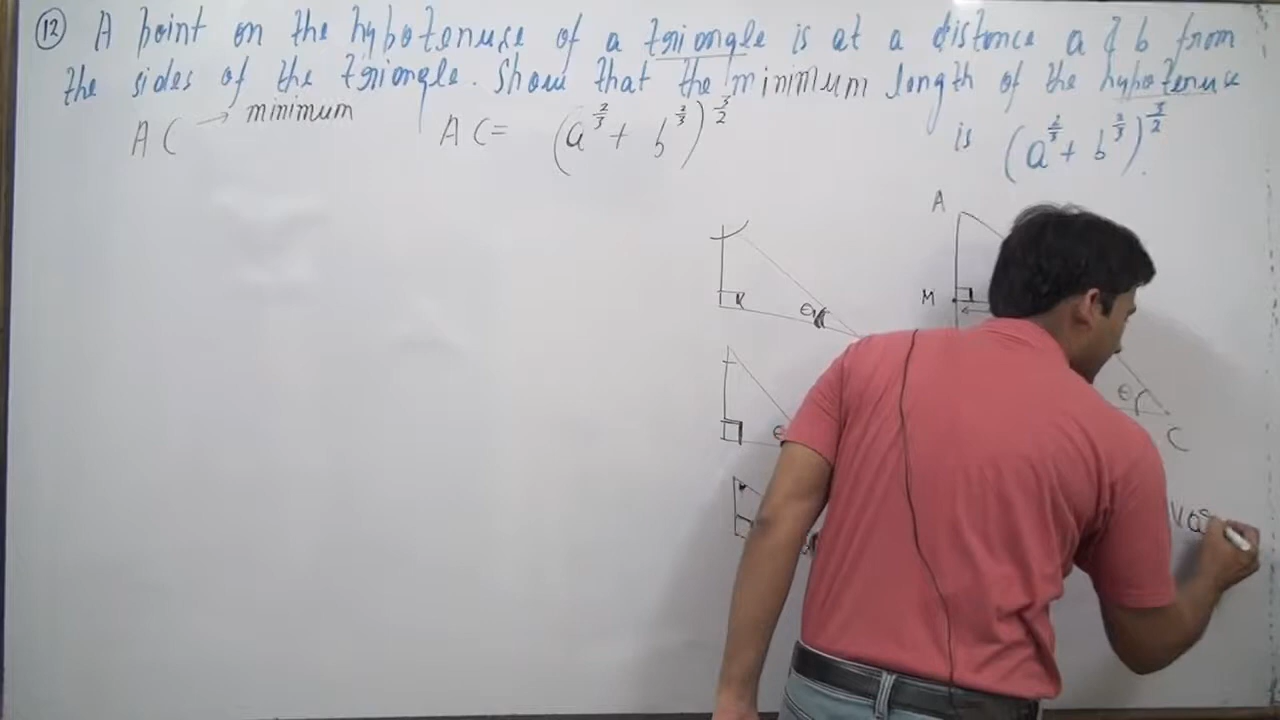 12 A point on the hypotenuse of a triangle is at a distance a & b from
the sides of the triangle. Show that the minimum length of the hypotenuse
is (a^{2/3} + b^{2/3})^{3/2}.
AC → minimum
AC = (a^{2/3} + b^{2/3})^{3/2}
A
M
θ
C
θ
θ